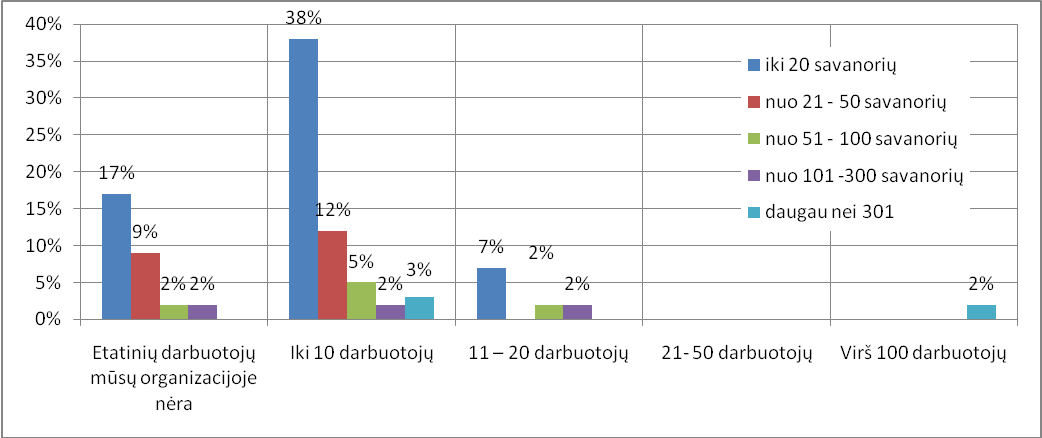 40%
35%
30%
25%
20%
15%
10%
5%
0%
17%
9%
2%
2%
38%
12%
5%
2%
3%
7%
2%
2%
2%
iki 20 savanorių
nuo 21 - 50 savanorių
nuo 51 - 100 savanorių
nuo 101 -300 savanorių
daugau nei 301
Etatinių darbuotojų
mūsų organizacijoje
nėra
Iki 10 darbuotojų
11 – 20 darbuotojų
21- 50 darbuotojų
Virš 100 darbuotojų